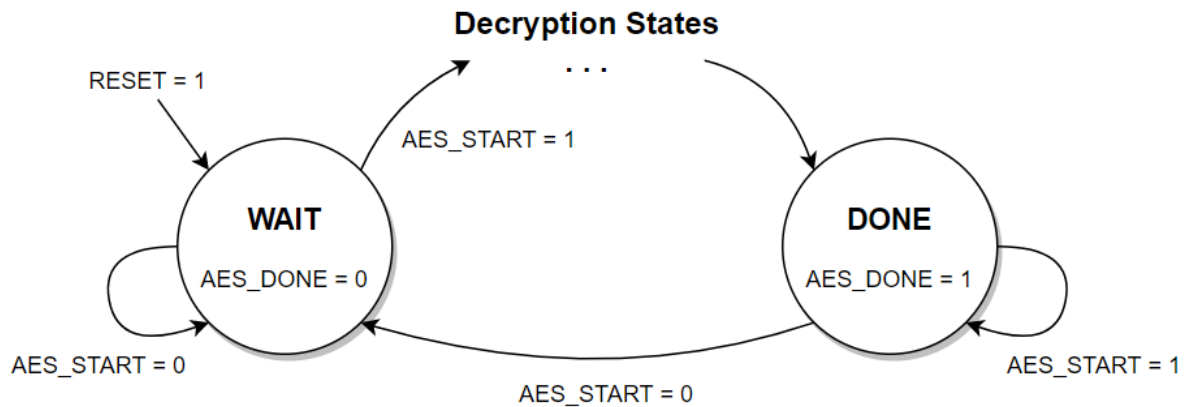 Decryption States
. . .
RESET = 1
AES_START = 1
WAIT
AES_DONE = 0
DONE
AES_DONE = 1
AES_START = 0
AES_START = 1
AES_START = 0